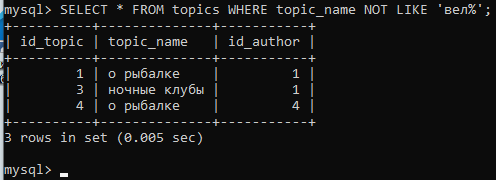 mysql> SELECT * FROM topics WHERE topic_name NOT LIKE 'вел%';
+----------+--------------+-----------+
| id_topic | topic_name | id_author |
+----------+--------------+-----------+
| 1 | о рыбалке | 1 |
| 3 | ночные клубы | 1 |
| 4 | о рыбалке | 4 |
+----------+--------------+-----------+
3 rows in set (0.005 sec)
mysql> _